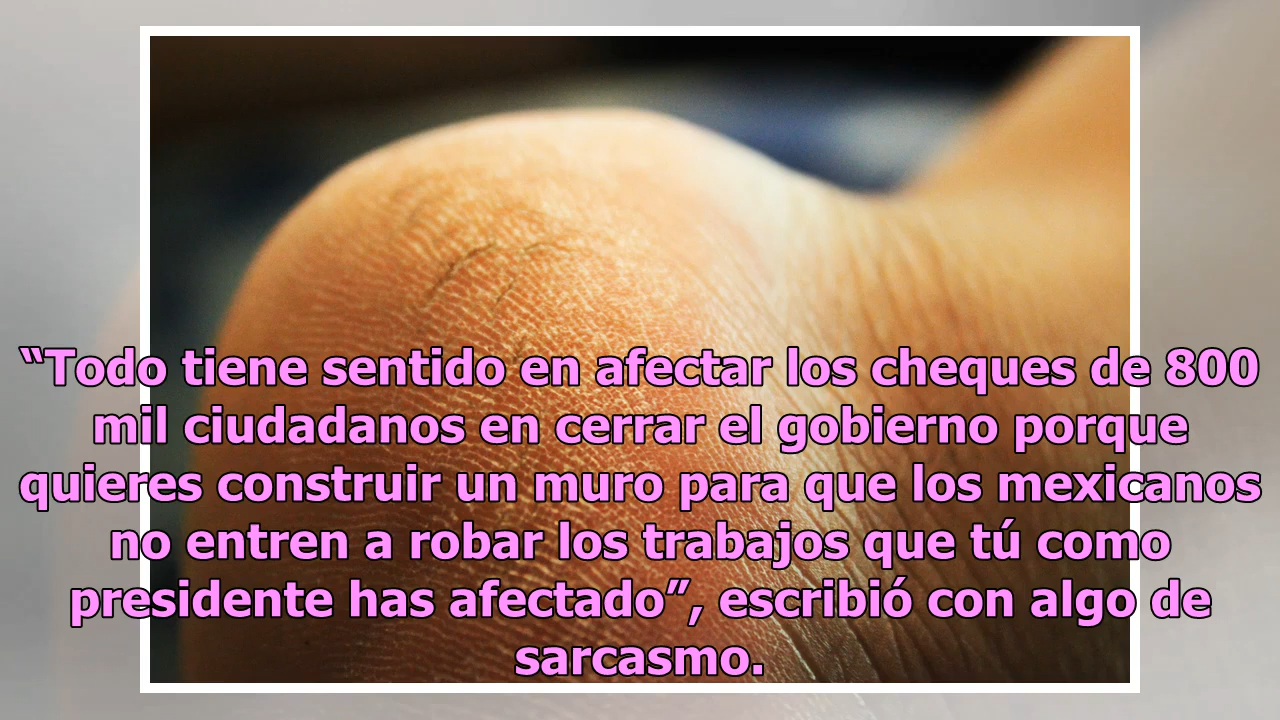 “Todo tiene sentido en afectar los cheques de 800
mil ciudadanos en cerrar el gobierno porque
quieres construir un muro para que los mexicanos
no entren a robar los trabajos que tú como
presidente has afectado”, escribió con algo de
sarcasmo.